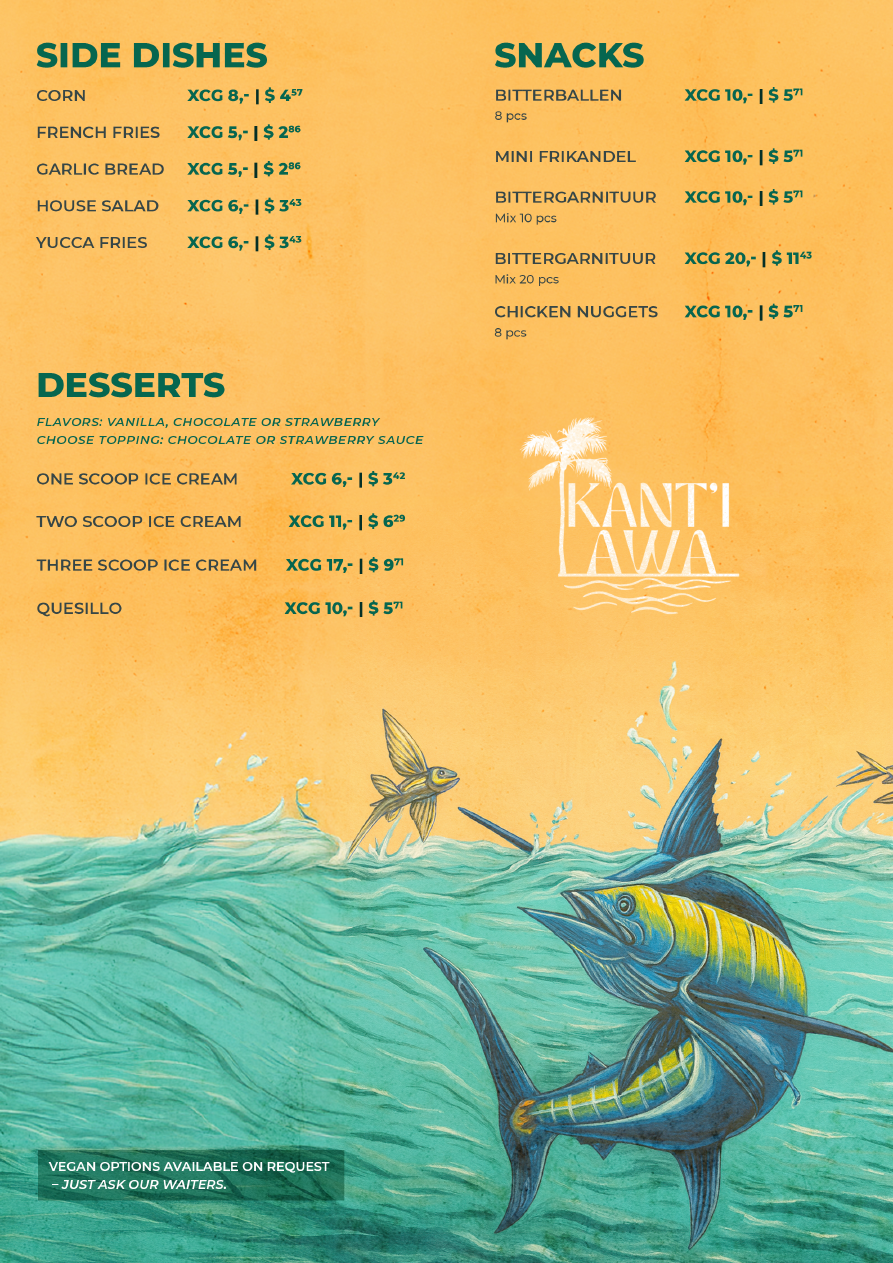 SIDE DISHES
CORN XCG 8,- | $ 4⁵⁷
FRENCH FRIES XCG 5,- | $ 2⁸⁶
GARLIC BREAD XCG 5,- | $ 2⁸⁶
HOUSE SALAD XCG 6,- | $ 3⁴³
YUCCA FRIES XCG 6,- | $ 3⁴³
DESSERTS
FLAVORS: VANILLA, CHOCOLATE OR STRAWBERRY
CHOOSE TOPPING: CHOCOLATE OR STRAWBERRY SAUCE
ONE SCOOP ICE CREAM XCG 6,- | $ 3⁴²
TWO SCOOP ICE CREAM XCG 11,- | $ 6²⁹
THREE SCOOP ICE CREAM XCG 17,- | $ 9⁷¹
QUESILLO XCG 10,- | $ 5⁷¹
SNACKS
BITTERBALLEN XCG 10,- | $ 5⁷¹
8 pcs
MINI FRIKANDEL XCG 10,- | $ 5⁷¹
BITTERGARNITUUR XCG 10,- | $ 5⁷¹
Mix 10 pcs
BITTERGARNITUUR XCG 20,- | $ 11⁴³
Mix 20 pcs
CHICKEN NUGGETS XCG 10,- | $ 5⁷¹
8 pcs
KANT'I
AWA
VEGAN OPTIONS AVAILABLE ON REQUEST
– JUST ASK OUR WAITERS.